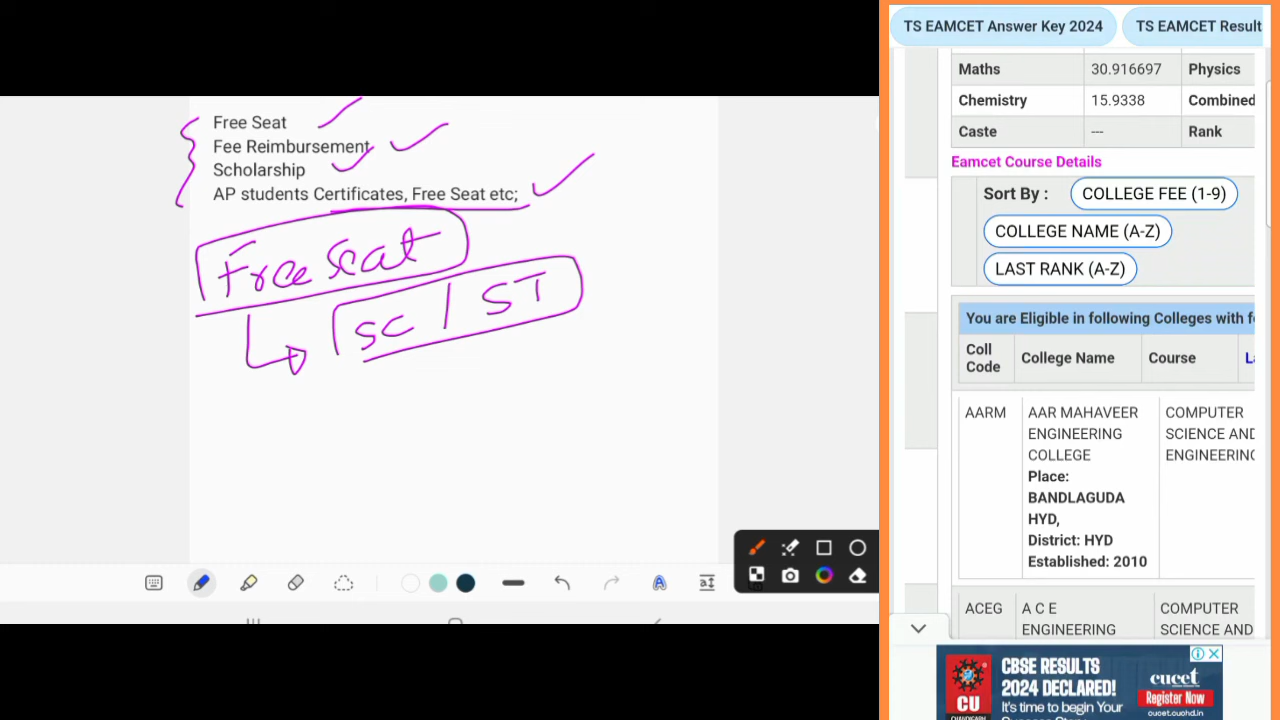 Free Seat
Fee Reimbursement
Scholarship
AP students Certificates, Free Seat etc;
Free Seat
SC / ST
TS EAMCET Answer Key 2024
TS EAMCET Result
Maths 30.916697 Physics
Chemistry 15.9338 Combined
Caste --- Rank
Eamcet Course Details
Sort By : COLLEGE FEE (1-9)
COLLEGE NAME (A-Z)
LAST RANK (A-Z)
You are Eligible in following Colleges with
Coll Code College Name Course
AARM AAR MAHAVEER COMPUTER
ENGINEERING SCIENCE AND
COLLEGE ENGINEERING
Place:
BANDLAGUDA
HYD,
District: HYD
Established: 2010
ACEG A C E COMPUTER
ENGINEERING SCIENCE AND
CBSE RESULTS
2024 DECLARED!
It's time to begin Your
CU
cucet
Register Now
cucet.cuchd.in